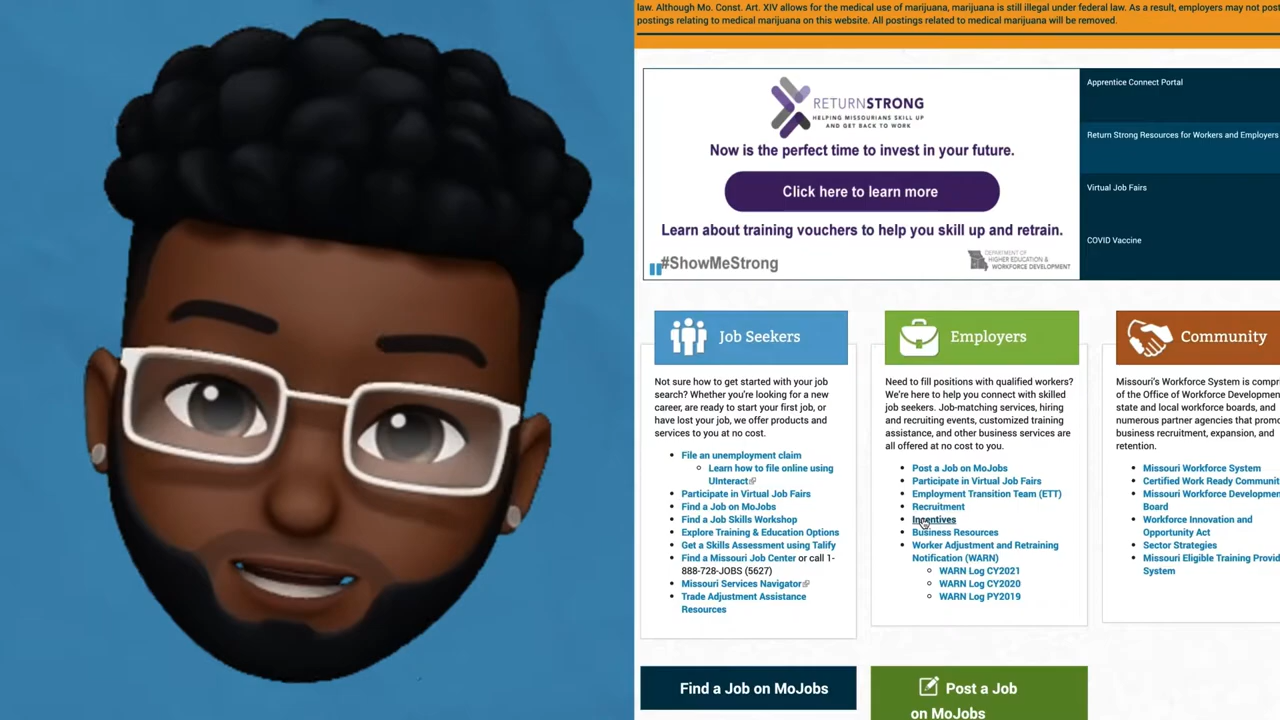 law. Although Mo. Const. Art. XIV allows for the medical use of marijuana, marijuana is still illegal under federal law. As a result, employers may not post
postings relating to medical marijuana on this website. All postings related to medical marijuana will be removed.
RETURNSTRONG
HELPING MISSOURIANS SKILL UP
AND GET BACK TO WORK
Now is the perfect time to invest in your future.
Click here to learn more
Learn about training vouchers to help you skill up and retrain.
#ShowMeStrong
DEPARTMENT OF
HIGHER EDUCATION &
WORKFORCE DEVELOPMENT
Apprentice Connect Portal
Return Strong Resources for Workers and Employers
Virtual Job Fairs
COVID Vaccine
Job Seekers
Not sure how to get started with your job
search? Whether you're looking for a new
career, are ready to start your first job, or
have lost your job, we offer products and
services to you at no cost.
File an unemployment claim
Learn how to file online using
UInteract
Participate in Virtual Job Fairs
Find a Job on MoJobs
Find a Job Skills Workshop
Explore Training & Education Options
Get a Skills Assessment using Talify
Find a Missouri Job Center or call 1-
888-728-JOBS (5627)
Missouri Services Navigator
Trade Adjustment Assistance
Resources
Find a Job on MoJobs
Employers
Need to fill positions with qualified workers?
We're here to help you connect with skilled
job seekers. Job-matching services, hiring
and recruiting events, customized training
assistance, and other business services are
all offered at no cost to you.
Post a Job on MoJobs
Participate in Virtual Job Fairs
Employment Transition Team (ETT)
Recruitment
Incentives
Business Resources
Worker Adjustment and Retraining
Notification (WARN)
WARN Log CY2021
WARN Log CY2020
WARN Log PY2019
Post a Job
on MoJobs
Community
Missouri's Workforce System is compr
of the Office of Workforce Developmen
state and local workforce boards, and
numerous partner agencies that promo
business recruitment, expansion, and
retention.
Missouri Workforce System
Certified Work Ready Communit
Missouri Workforce Developmen
Board
Workforce Innovation and
Opportunity Act
Sector Strategies
Missouri Eligible Training Provid
System